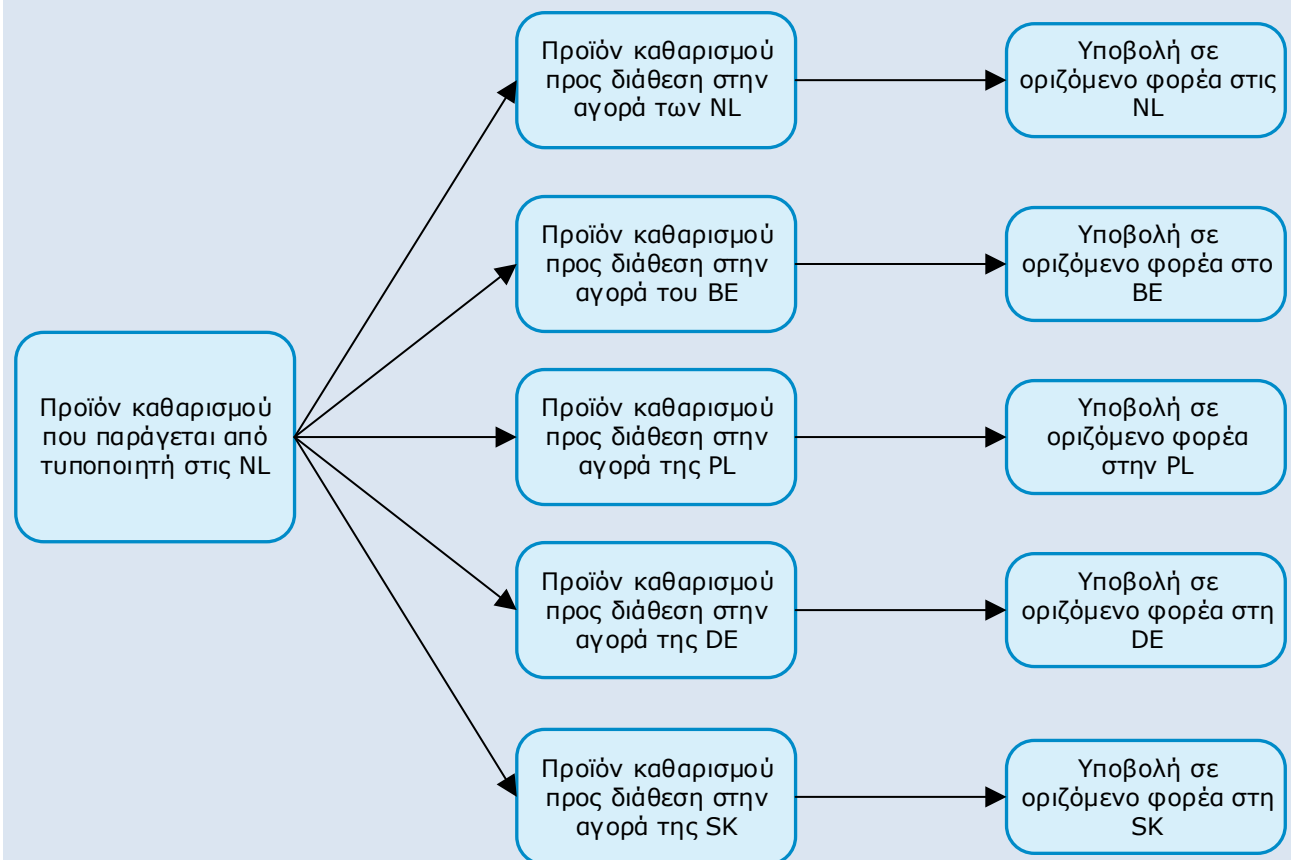 Προϊόν καθαρισμού
που παράγεται από
τυποποιητή στις NL
Προϊόν καθαρισμού
προς διάθεση στην
αγορά των NL
Υποβολή σε
οριζόμενο φορέα στις
NL
Προϊόν καθαρισμού
προς διάθεση στην
αγορά του BE
Υποβολή σε
οριζόμενο φορέα στο
BE
Προϊόν καθαρισμού
προς διάθεση στην
αγορά της PL
Υποβολή σε
οριζόμενο φορέα
στην PL
Προϊόν καθαρισμού
προς διάθεση στην
αγορά της DE
Υποβολή σε
οριζόμενο φορέα στη
DE
Προϊόν καθαρισμού
προς διάθεση στην
αγορά της SK
Υποβολή σε
οριζόμενο φορέα στη
SK